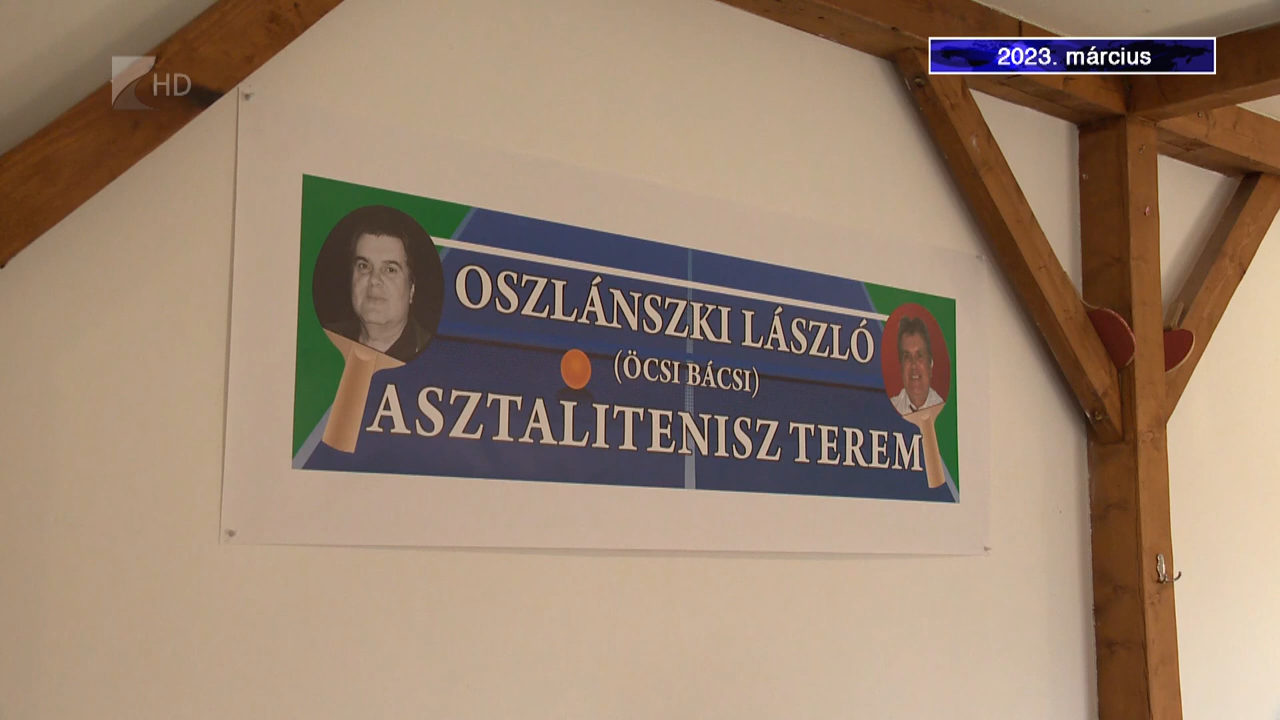 HD
2023. március
OSZLÁNSZKI LÁSZLÓ
(ÖCSI BÁCSI)
ASZTALITENISZ TEREM